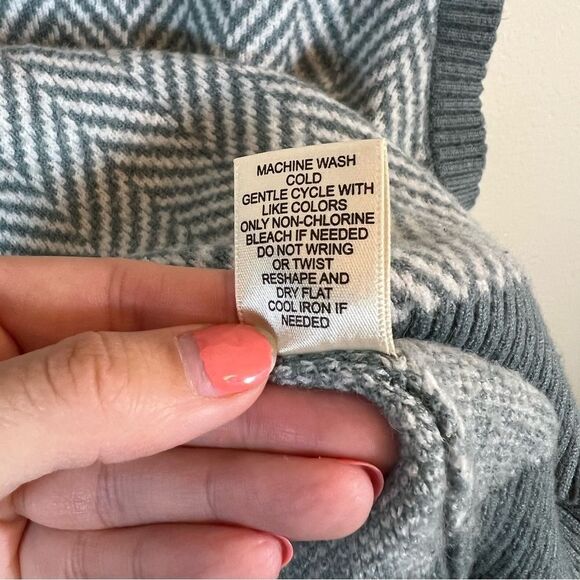 MACHINE WASH
COLD
GENTLE CYCLE WITH
LIKE COLORS
ONLY NON-CHLORINE
BLEACH IF NEEDED
DO NOT WRING
OR TWIST
RESHAPE AND
DRY FLAT
COOL IRON IF
NEEDED